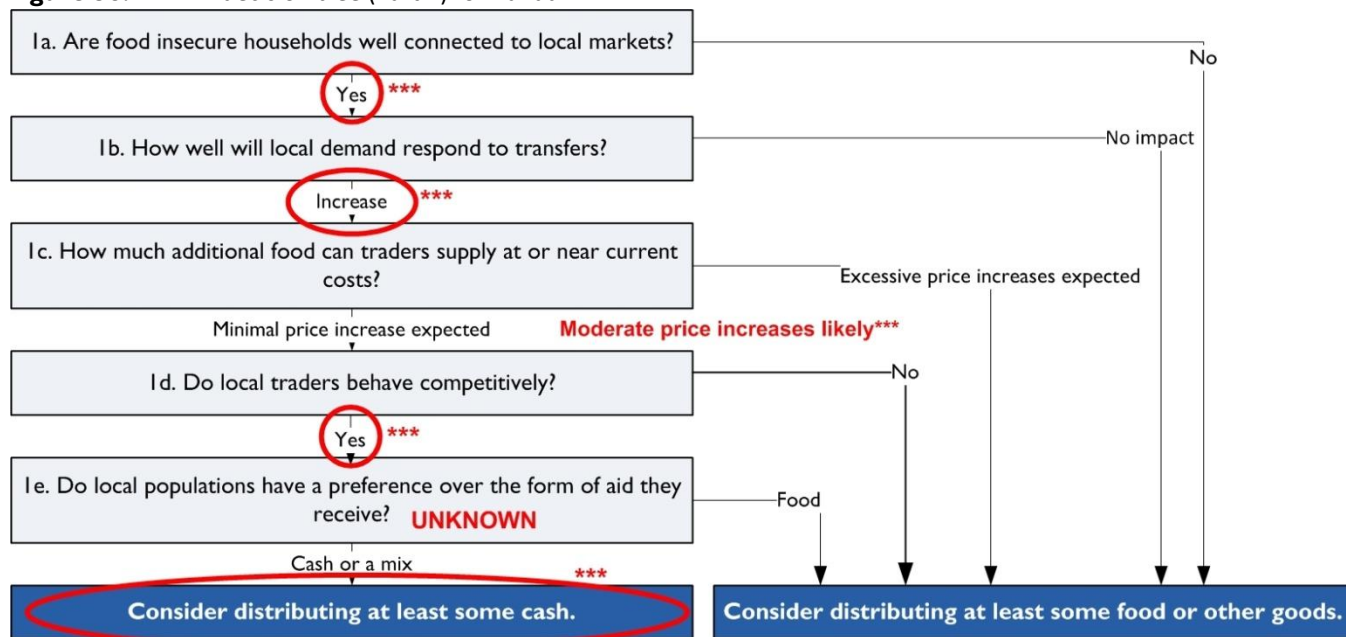 1a. Are food insecure households well connected to local markets?
No
Yes ***
1b. How well will local demand respond to transfers?
No impact
Increase ***
1c. How much additional food can traders supply at or near current
costs?
Excessive price increases expected
Minimal price increase expected
Moderate price increases likely***
1d. Do local traders behave competitively?
No
Yes ***
1e. Do local populations have a preference over the form of aid they
receive? UNKNOWN
Food
Cash or a mix
***
Consider distributing at least some cash.
Consider distributing at least some food or other goods.